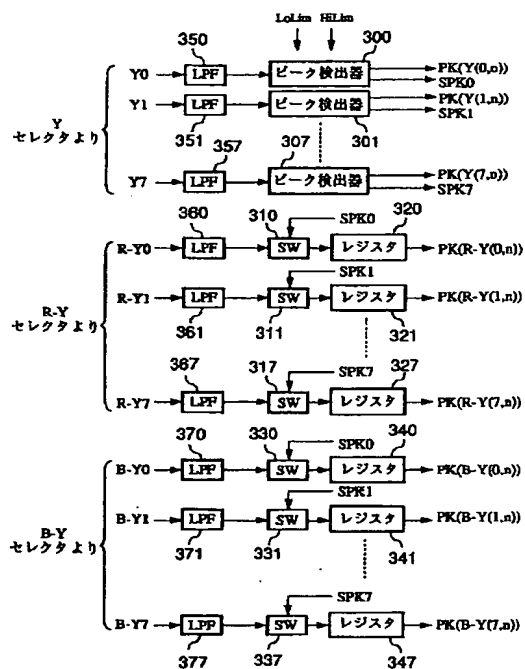 LoLim HiLim
350 300
Y0 LPF ピーク検出器 PK(Y(0,n))
SPK0
Y1 LPF ピーク検出器 PK(Y(1,n))
SPK1
351 301
Y
セレクタより
357 307
Y7 LPF ピーク検出器 PK(Y(7,n))
SPK7
360 310 SPK0 320
R-Y0 LPF SW レジスタ PK(R-Y(0,n))
SPK1
R-Y1 LPF SW レジスタ PK(R-Y(1,n))
361 311 321
R-Y
セレクタより
367 317 SPK7 327
R-Y7 LPF SW レジスタ PK(R-Y(7,n))
370 330 SPK0 340
B-Y0 LPF SW レジスタ PK(B-Y(0,n))
SPK1
B-Y1 LPF SW レジスタ PK(B-Y(1,n))
371 331 341
B-Y
セレクタより
SPK7
B-Y7 LPF SW レジスタ PK(B-Y(7,n))
377 337 347